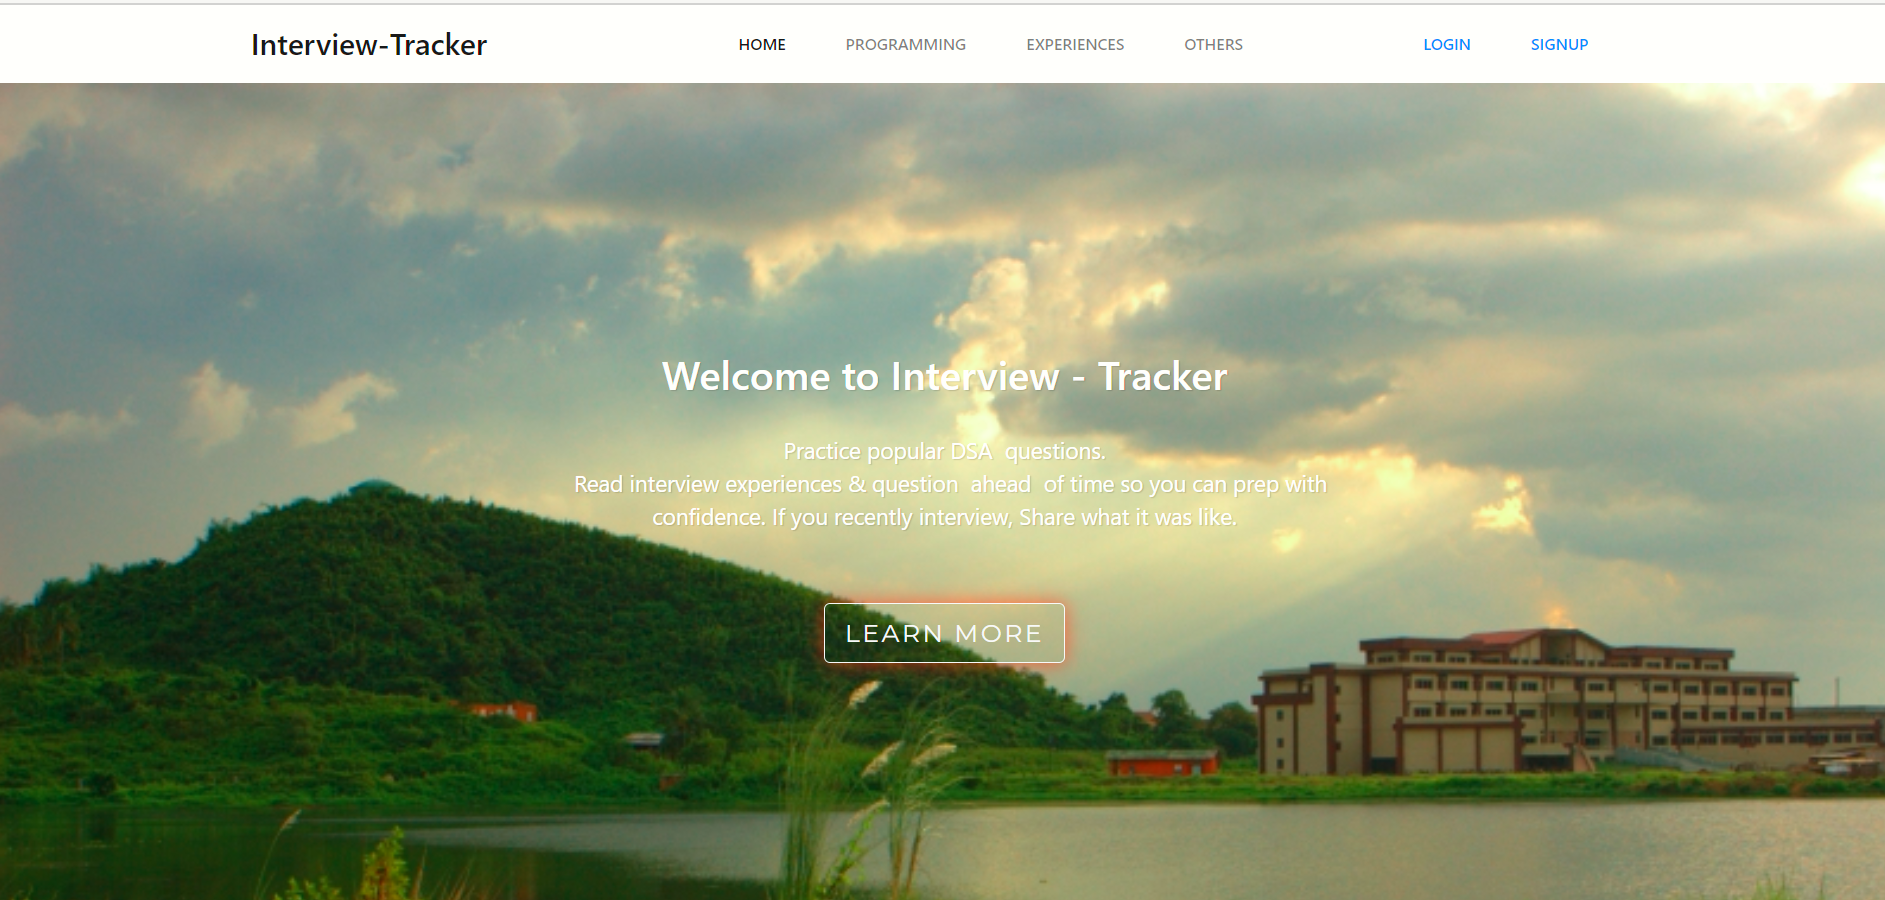 Interview-Tracker
HOME PROGRAMMING EXPERIENCES OTHERS LOGIN SIGNUP
Welcome to Interview - Tracker
Practice popular DSA questions.
Read interview experiences & question ahead of time so you can prep with
confidence. If you recently interview, Share what it was like.
LEARN MORE